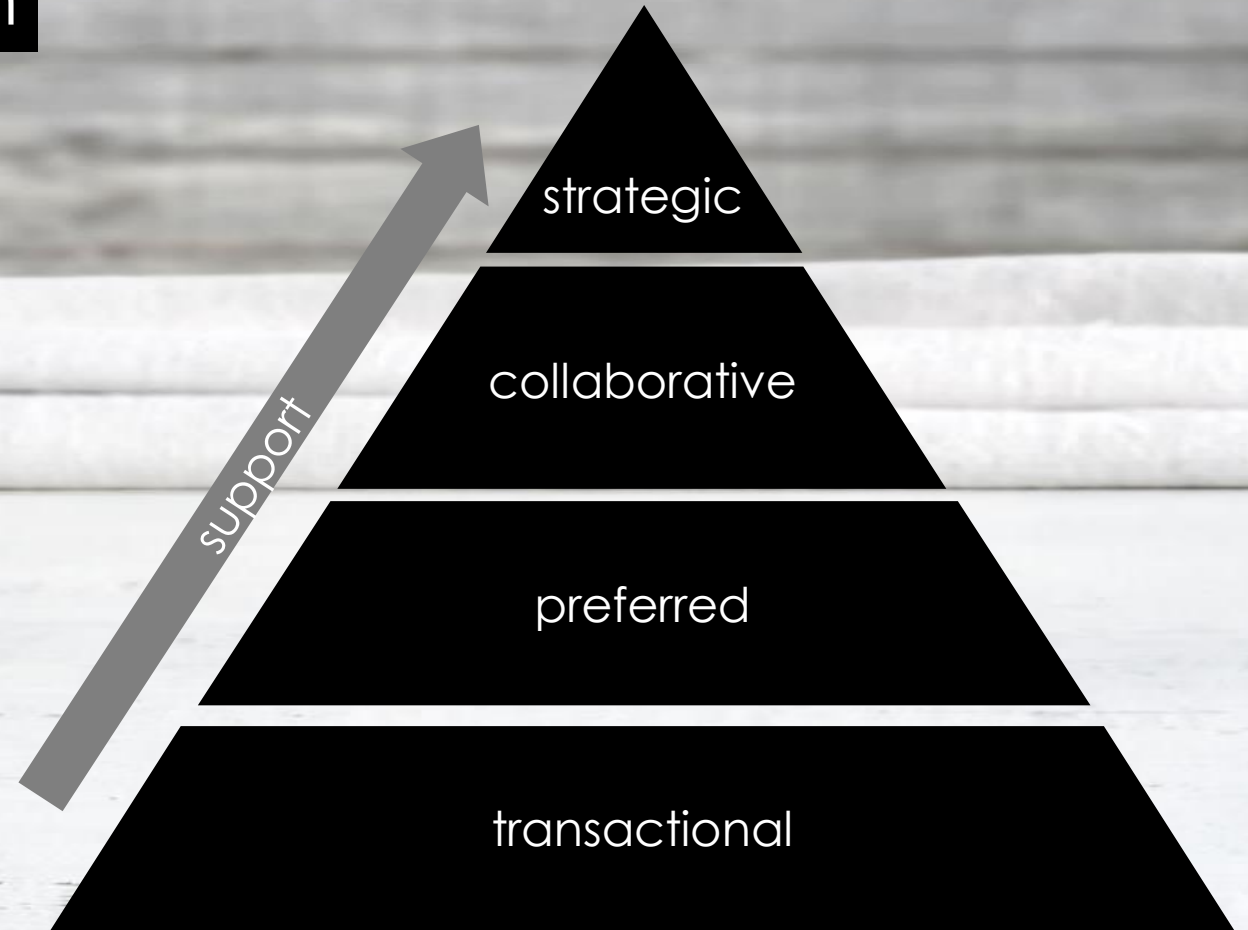 strategic
collaborative
support
preferred
transactional